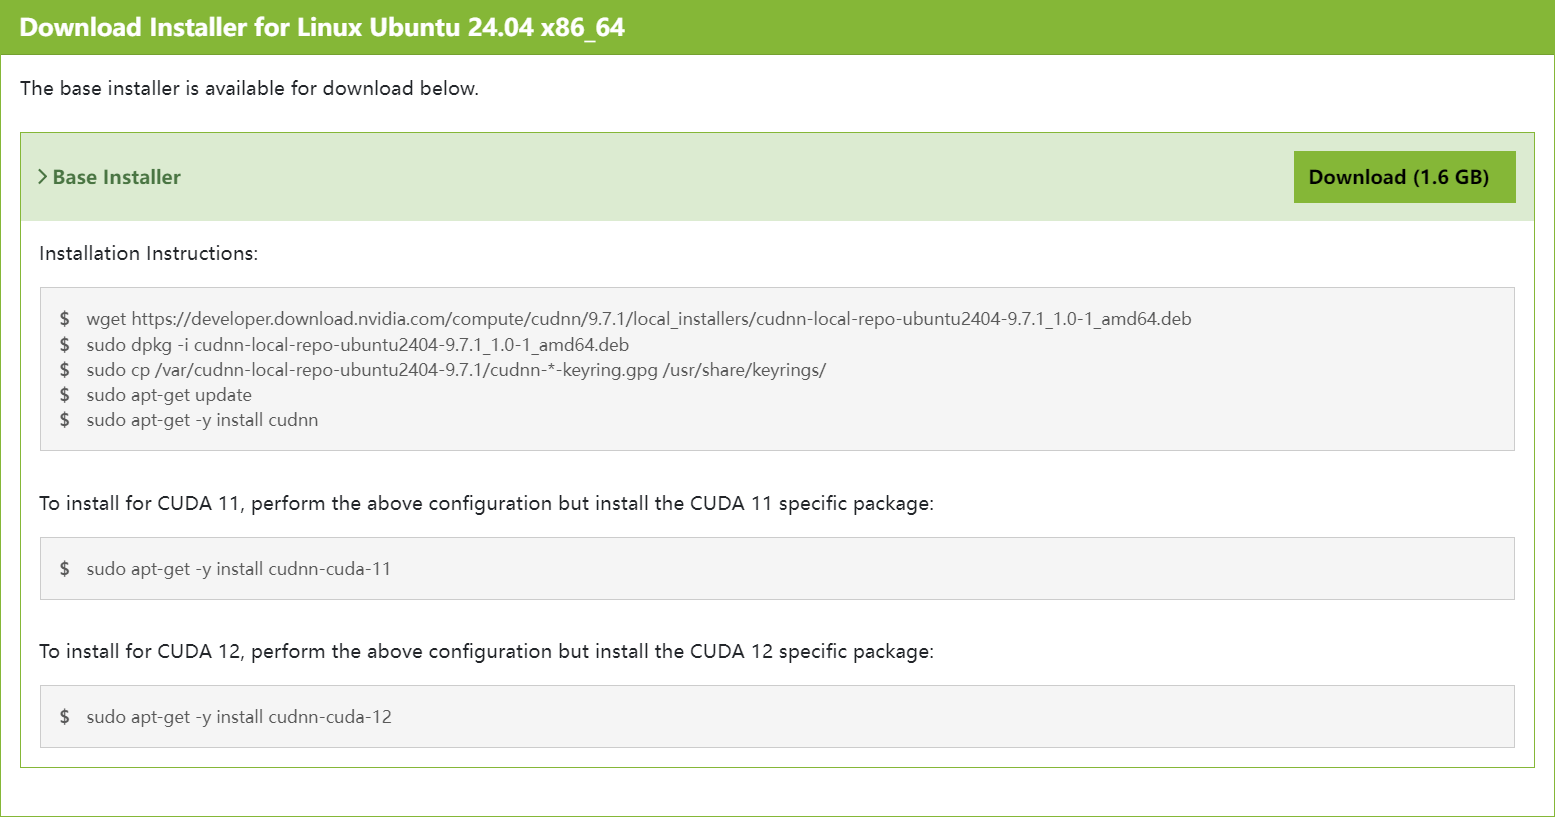 Download Installer for Linux Ubuntu 24.04 x86_64
The base installer is available for download below.
Base Installer
Download (1.6 GB)
Installation Instructions:
$ wget https://developer.download.nvidia.com/compute/cudnn/9.7.1/local_installers/cudnn-local-repo-ubuntu2404-9.7.1_1.0-1_amd64.deb
$ sudo dpkg -i cudnn-local-repo-ubuntu2404-9.7.1_1.0-1_amd64.deb
$ sudo cp /var/cudnn-local-repo-ubuntu2404-9.7.1/cudnn-*-keyring.gpg /usr/share/keyrings/
$ sudo apt-get update
$ sudo apt-get -y install cudnn
To install for CUDA 11, perform the above configuration but install the CUDA 11 specific package:
$ sudo apt-get -y install cudnn-cuda-11
To install for CUDA 12, perform the above configuration but install the CUDA 12 specific package:
$ sudo apt-get -y install cudnn-cuda-12